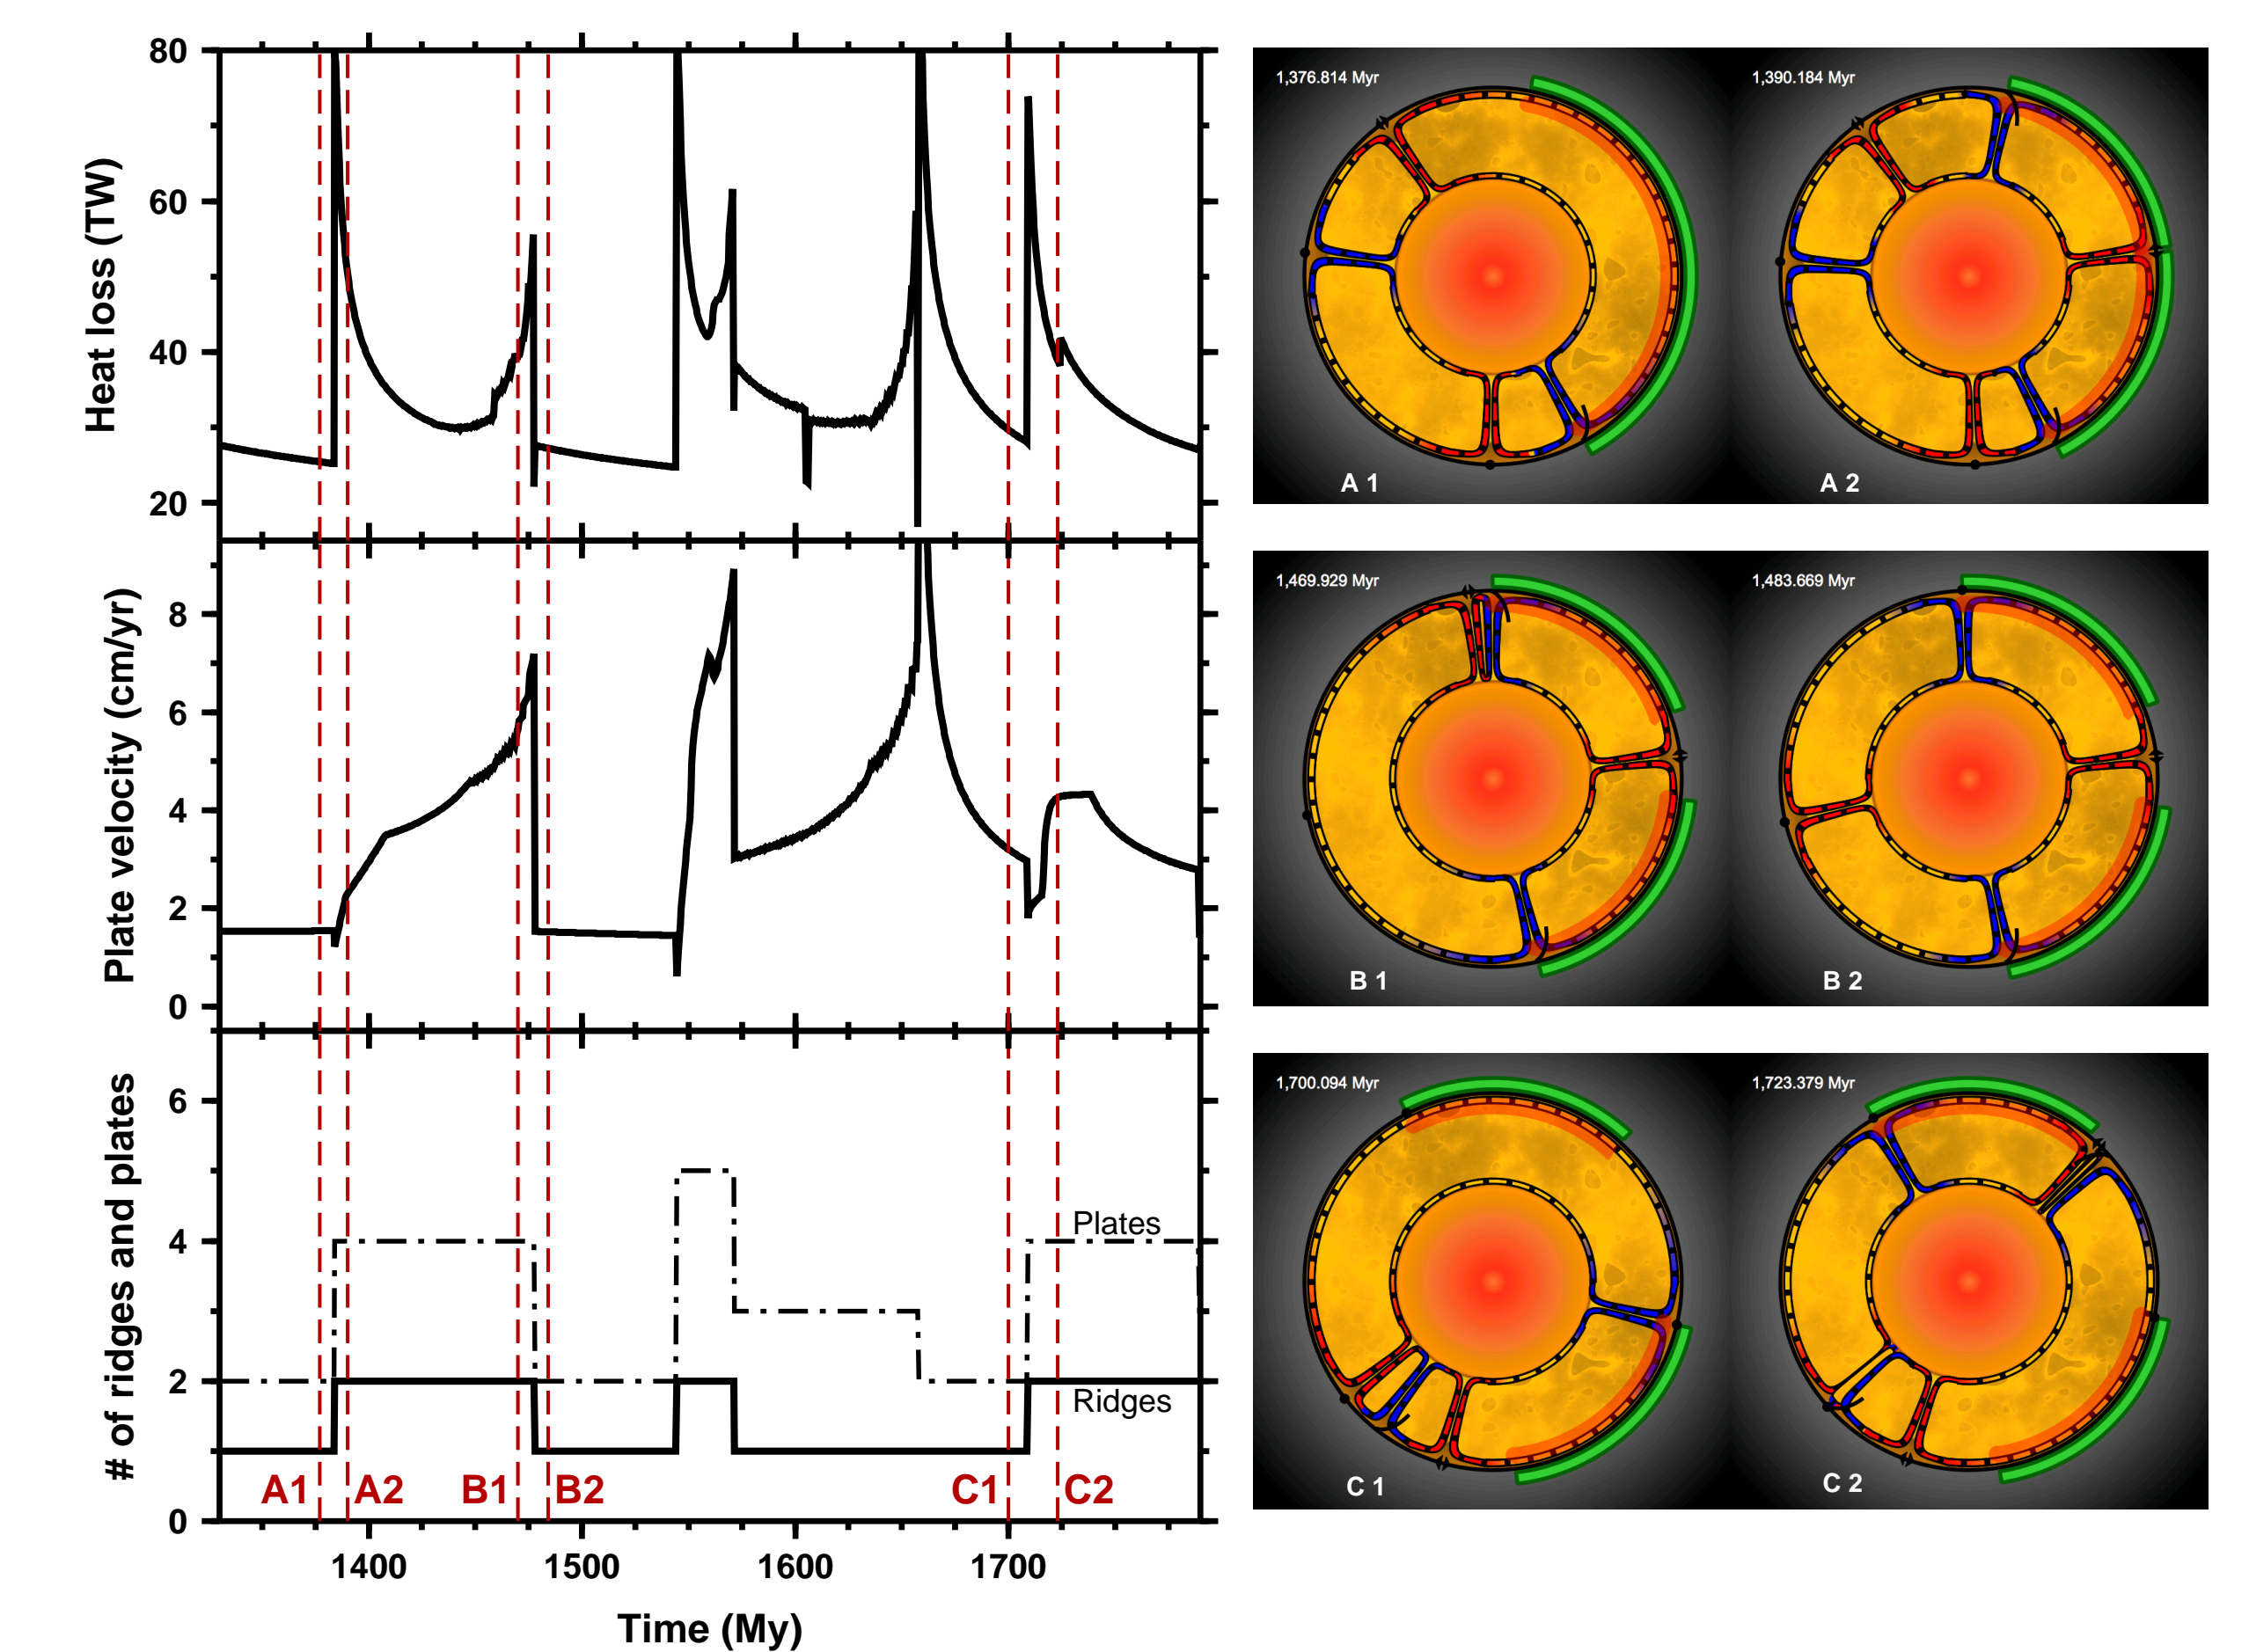 Heat loss (TW)
80
60
40
20
Plate velocity (cm/yr)
8
6
4
2
0
# of ridges and plates
6
4
2
0
Plates
Ridges
A1
A2
B1
B2
C1
C2
1400
1500
1600
1700
Time (My)
1,376.814 Myr
1,390.184 Myr
A 1
A 2
1,469.929 Myr
1,483.669 Myr
B 1
B 2
1,700.094 Myr
1,723.379 Myr
C 1
C 2